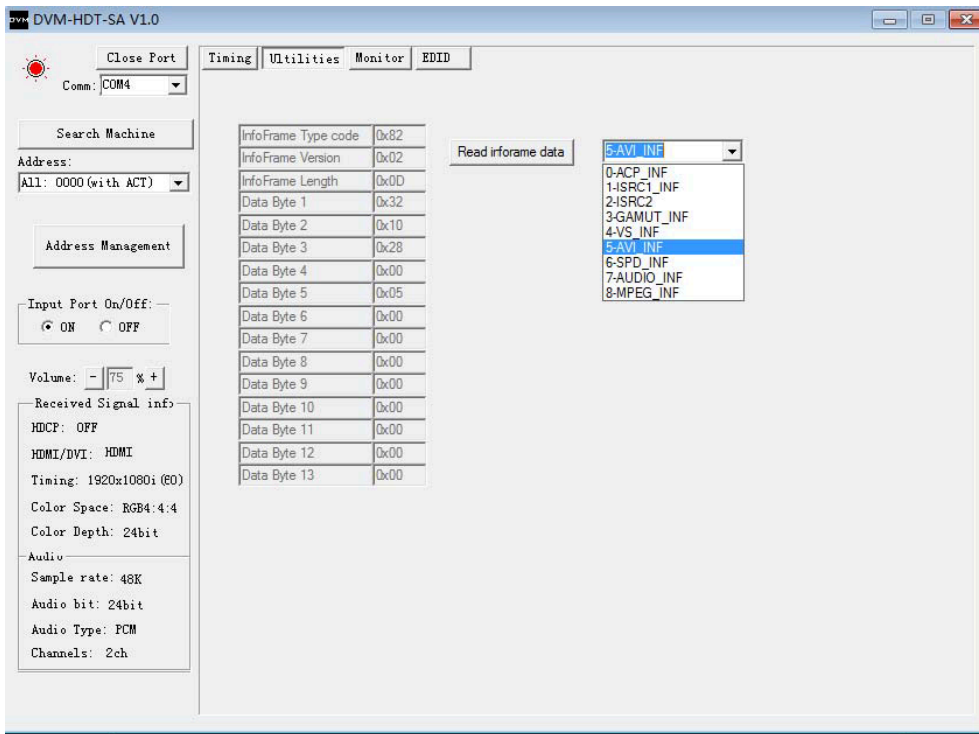 DVM DVM-HDT-SA V1.0
Close Port
Comm: COM4
Search Machine
Address:
All: 0000(with ACT)
Address Management
Input Port On/Off:
ON OFF
Volume: - 75 % +
Received Signal info
HDCP: OFF
HDMI/DVI: HDMI
Timing: 1920x1080i(60)
Color Space: RGB4:4:4
Color Depth: 24bit
Audio
Sample rate: 48K
Audio bit: 24bit
Audio Type: PCM
Channels: 2ch
Timing Ultilities Monitor EDID
InfoFrame Type code 0x82
InfoFrame Version 0x02
InfoFrame Length 0x0D
Data Byte 1 0x32
Data Byte 2 0x10
Data Byte 3 0x28
Data Byte 4 0x00
Data Byte 5 0x05
Data Byte 6 0x00
Data Byte 7 0x00
Data Byte 8 0x00
Data Byte 9 0x00
Data Byte 10 0x00
Data Byte 11 0x00
Data Byte 12 0x00
Data Byte 13 0x00
Read irforame data
5-AVI_INF
0-ACP_INF
1-ISRC1_INF
2-ISRC2
3-GAMUT_INF
4-VS_INF
5-AVI_INF
6-SPD_INF
7-AUDIO_INF
8-MPEG_INF